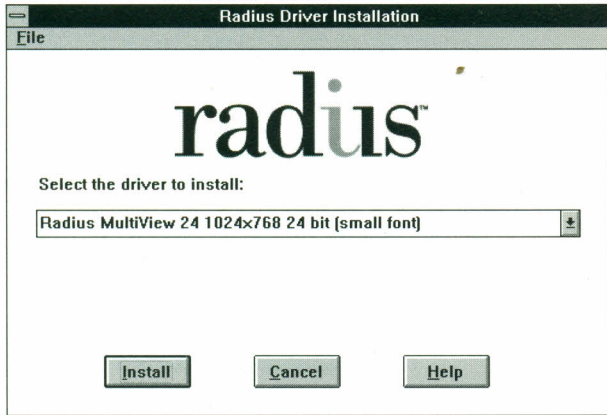 Radius Driver Installation
File
radius™
Select the driver to install:
Radius MultiView 24 1024x768 24 bit (small font)
Install Cancel Help